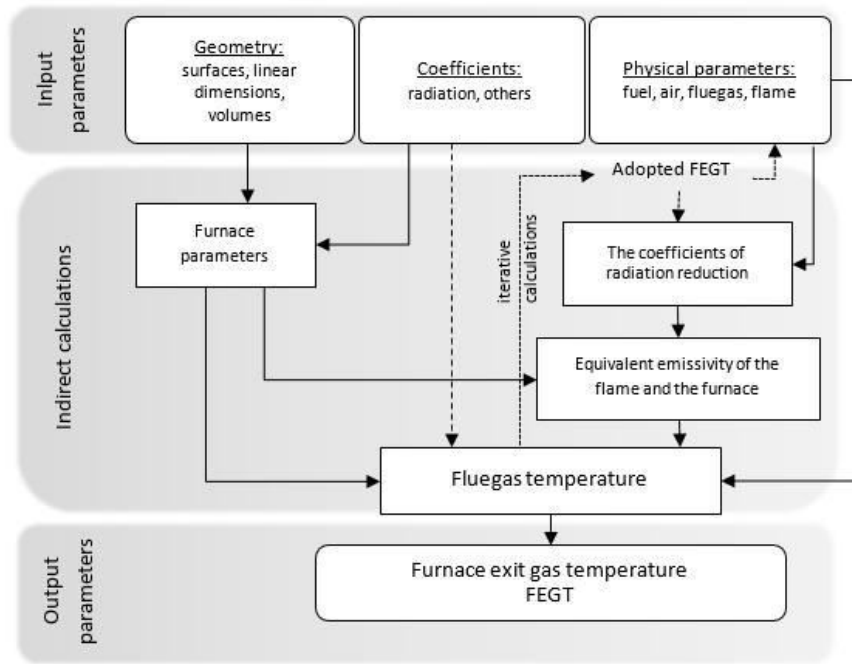 Inlput
parameters
Geometry:
surfaces, linear
dimensions,
volumes
Coefficients:
radiation, others
Physical parameters:
fuel, air, fluegas, flame
Indirect calculations
Adopted FEGT
iterative
calculations
Furnace
parameters
The coefficients of
radiation reduction
Equivalent emissivity of the
flame and the furnace
Fluegas temperature
Output
parameters
Furnace exit gas temperature
FEGT